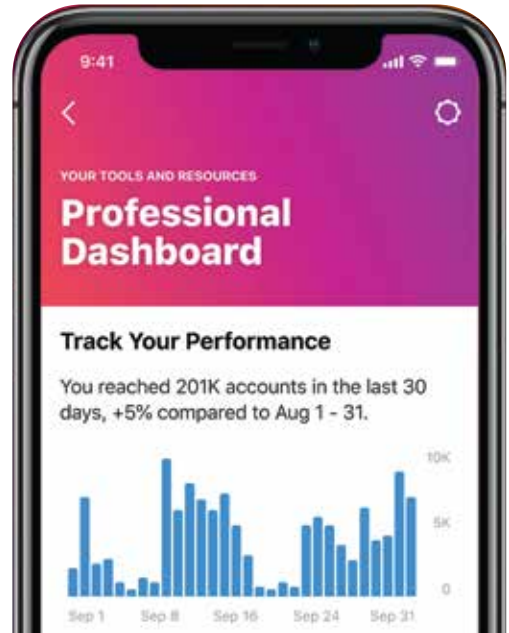 9:41
YOUR TOOLS AND RESOURCES
Professional
Dashboard
Track Your Performance
You reached 201K accounts in the last 30
days, +5% compared to Aug 1 - 31.
10K
5K
0
Sep 1 Sep 8 Sep 16 Sep 24 Sep 31